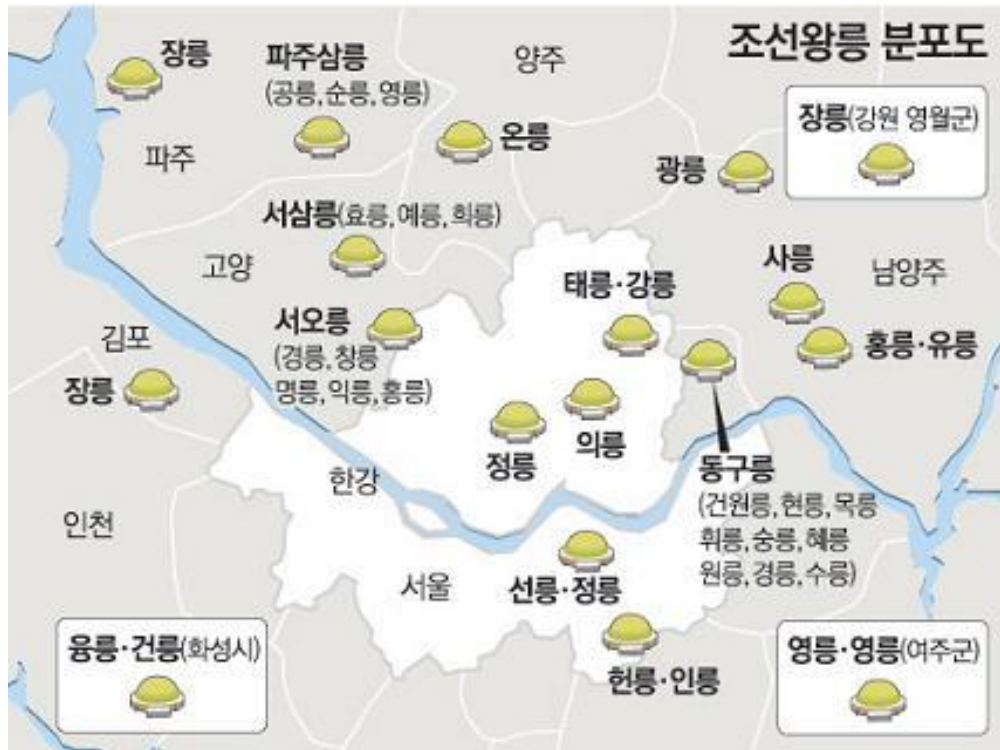 조선왕릉 분포도
장릉
파주삼릉
(공릉, 순릉, 영릉)
양주
온릉
장릉(강원 영월군)
광릉
파주
서삼릉(효릉, 예릉, 희릉)
고양
사릉
남양주
태릉·강릉
서오릉
(경릉, 창릉
명릉, 익릉, 홍릉)
홍릉·유릉
김포
장릉
정릉
의릉
동구릉
(건원릉, 현릉, 목릉
휘릉, 숭릉, 혜릉
원릉, 경릉, 수릉)
한강
인천
서울
선릉·정릉
헌릉·인릉
융릉·건릉(화성시)
영릉·영릉(여주군)